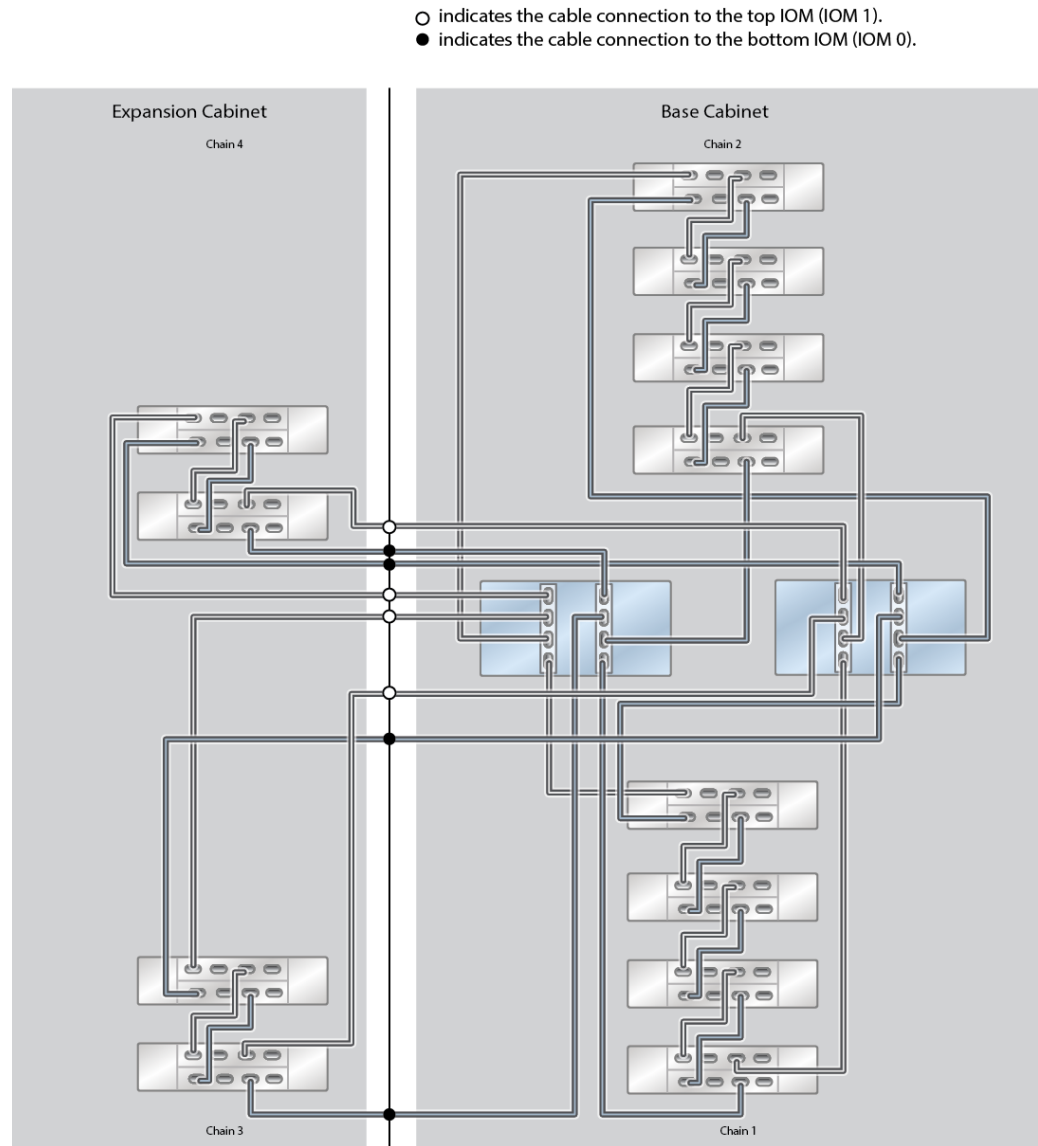 indicates the cable connection to the top IOM (IOM 1).
indicates the cable connection to the bottom IOM (IOM 0).
Expansion Cabinet
Base Cabinet
Chain 4
Chain 2
Chain 3
Chain 1